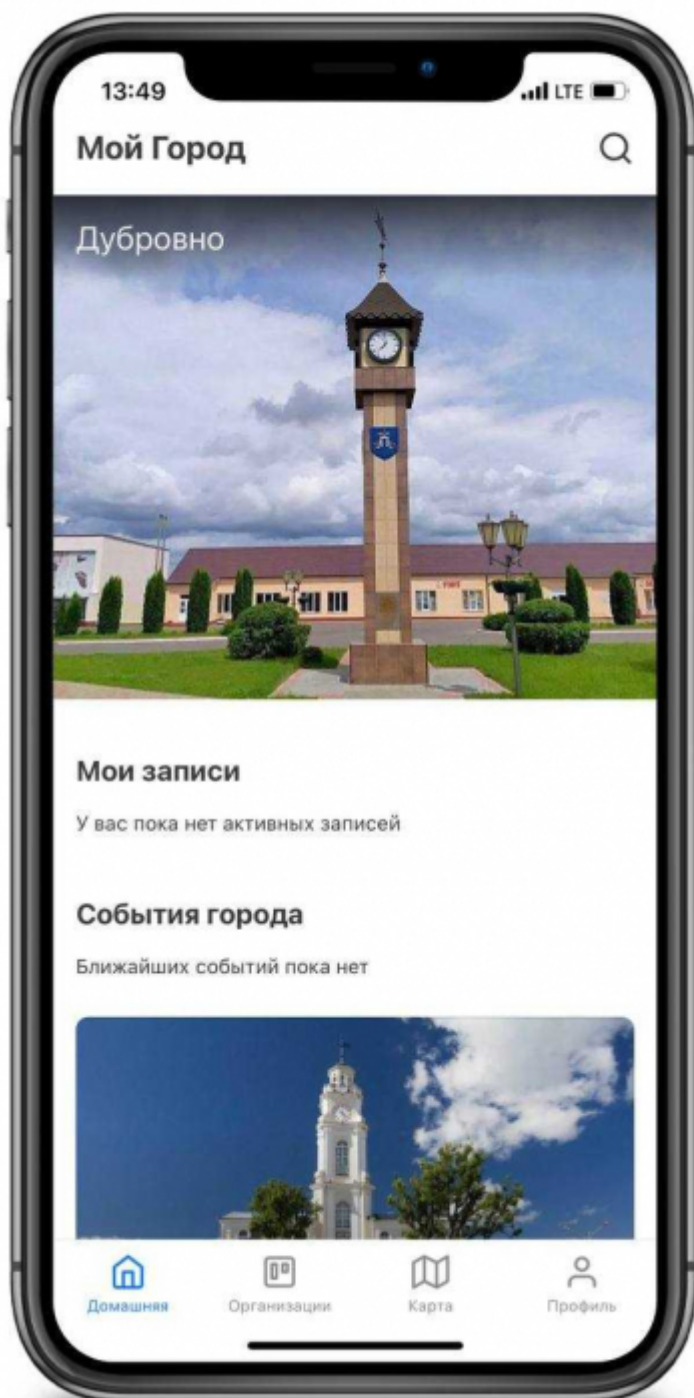 13:49
LTE
Мой Город
Дубровно
Мои записи
У вас пока нет активных записей
События города
Ближайших событий пока нет
Домашняя
Организации
Карта
Профиль